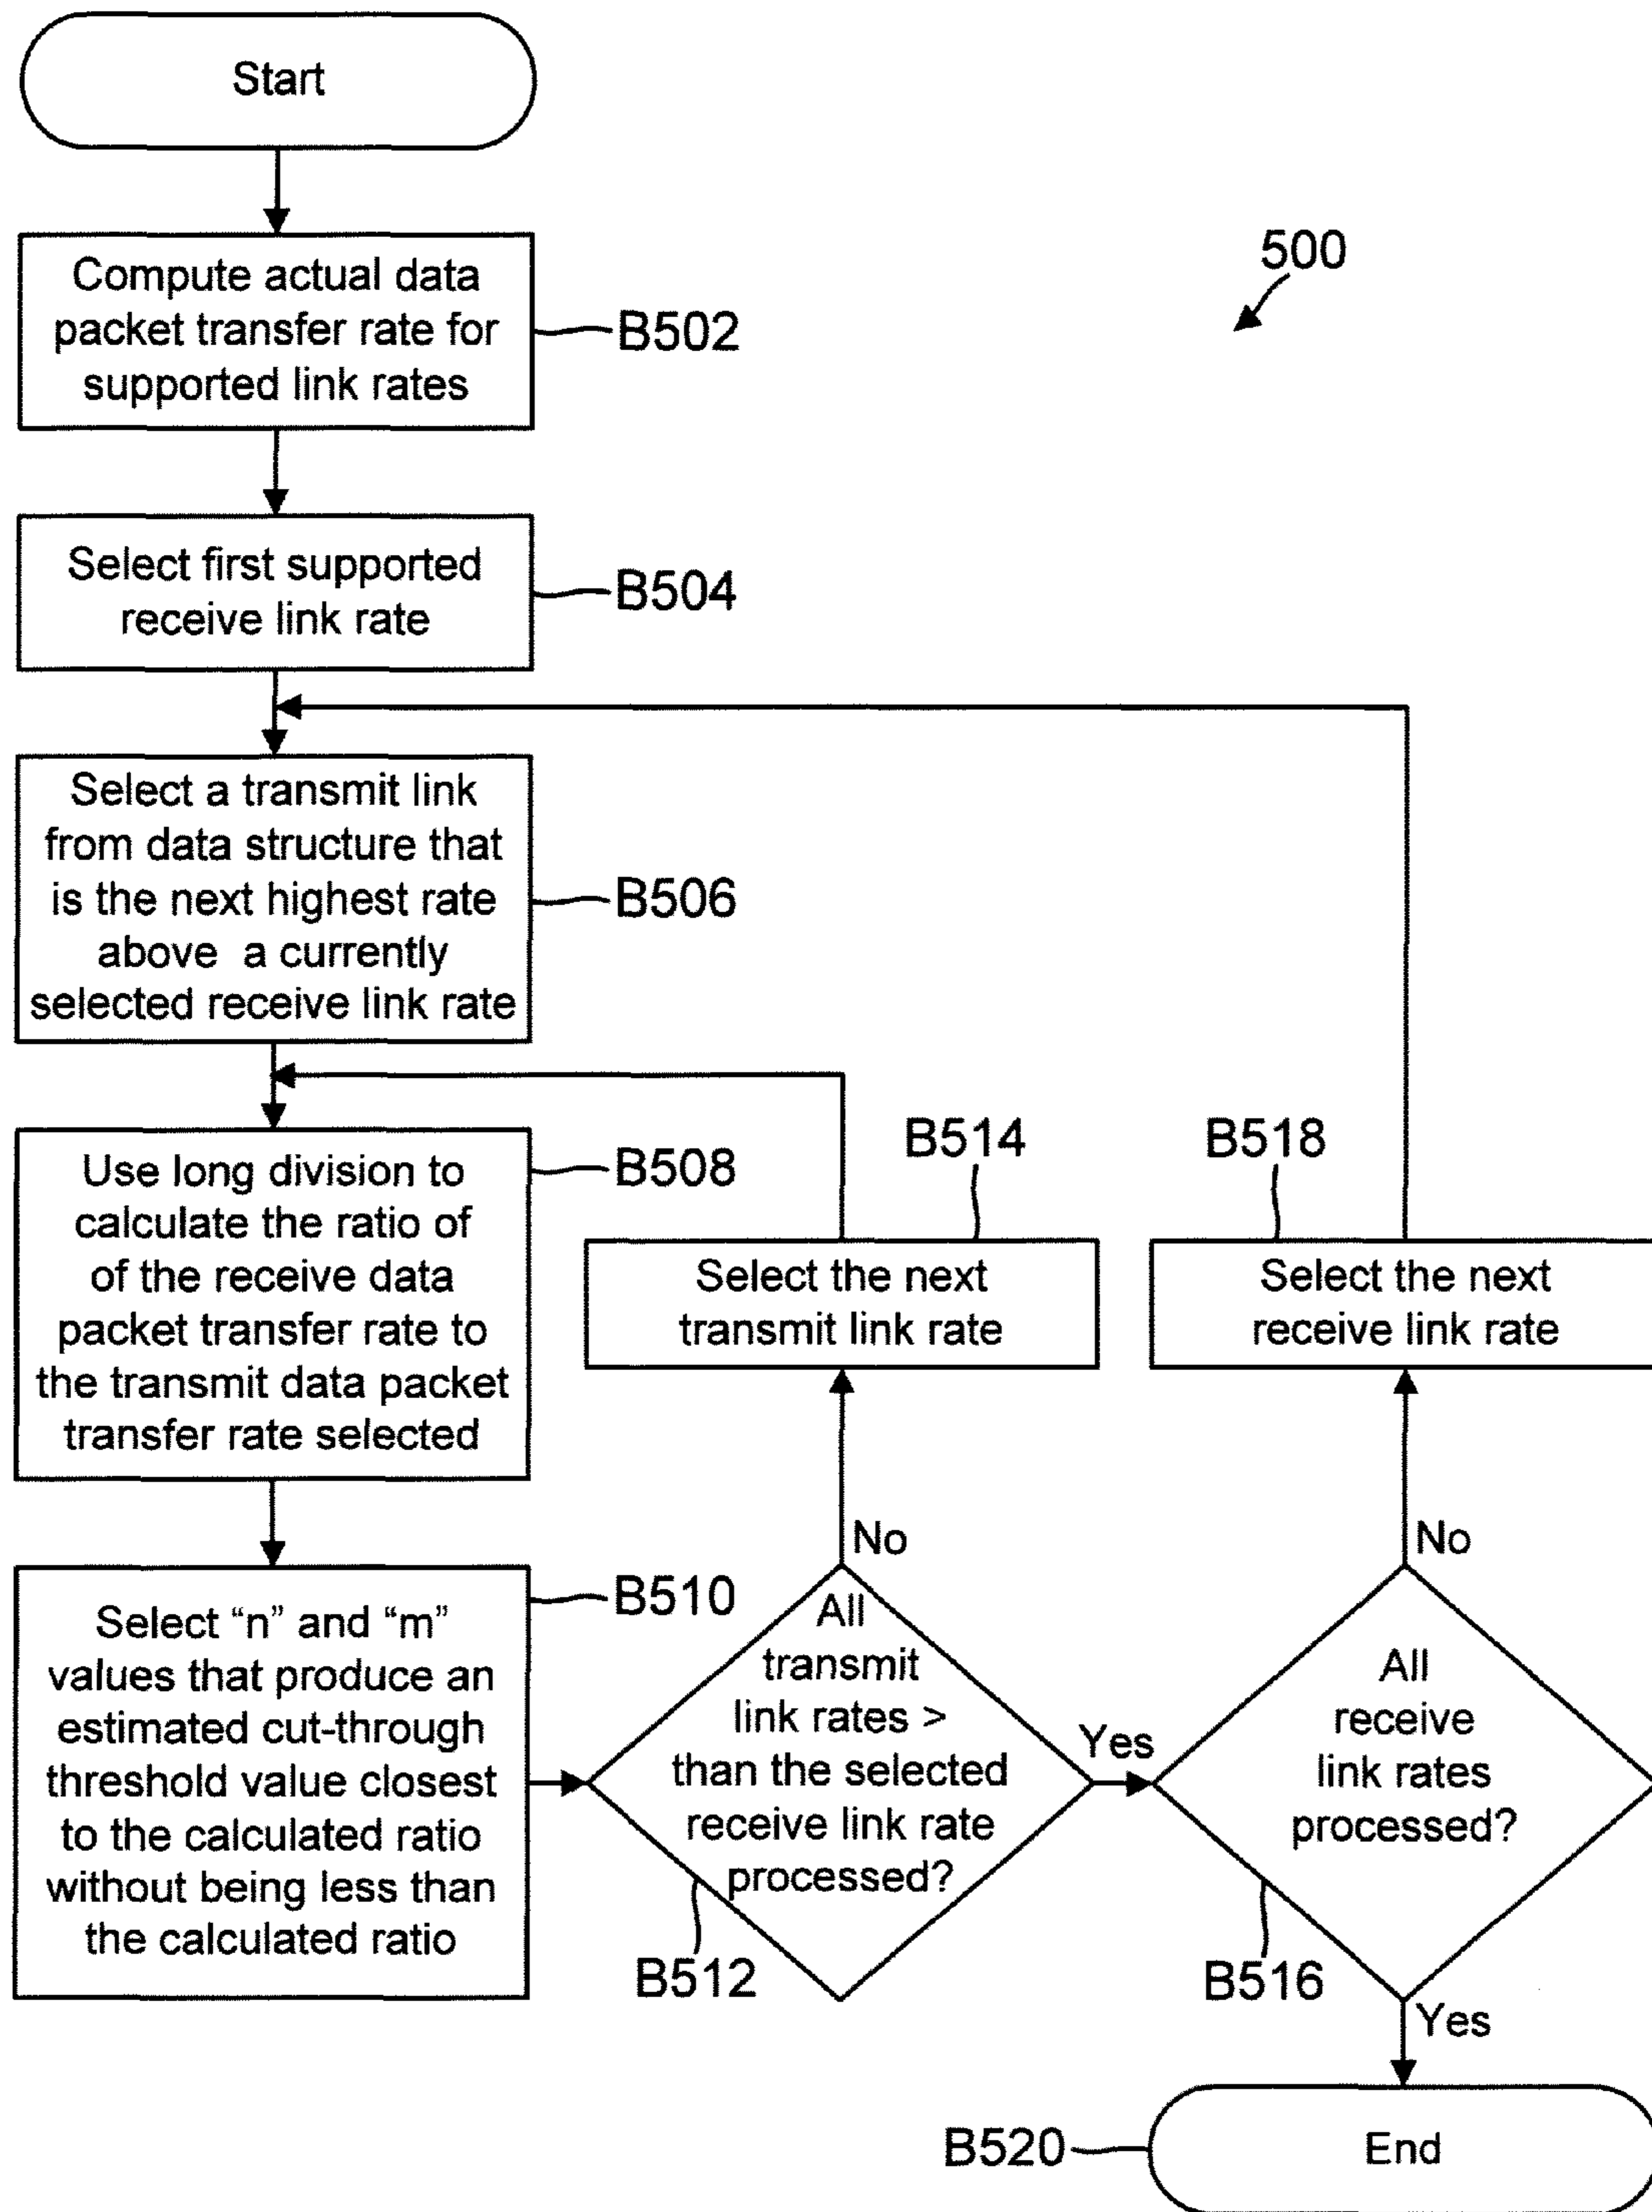 Start
500
Compute actual data
packet transfer rate for
supported link rates
B502
Select first supported
receive link rate
B504
Select a transmit link
from data structure that
is the next highest rate
above a currently
selected receive link rate
B506
Use long division to
calculate the ratio of
of the receive data
packet transfer rate to
the transmit data packet
transfer rate selected
B508
B514
Select the next
transmit link rate
B518
Select the next
receive link rate
Select “n” and “m”
values that produce an
estimated cut-through
threshold value closest
to the calculated ratio
without being less than
the calculated ratio
B510
No
All
transmit
link rates >
than the selected
receive link rate
processed?
B512
Yes
No
All
receive
link rates
processed?
B516
Yes
B520
End